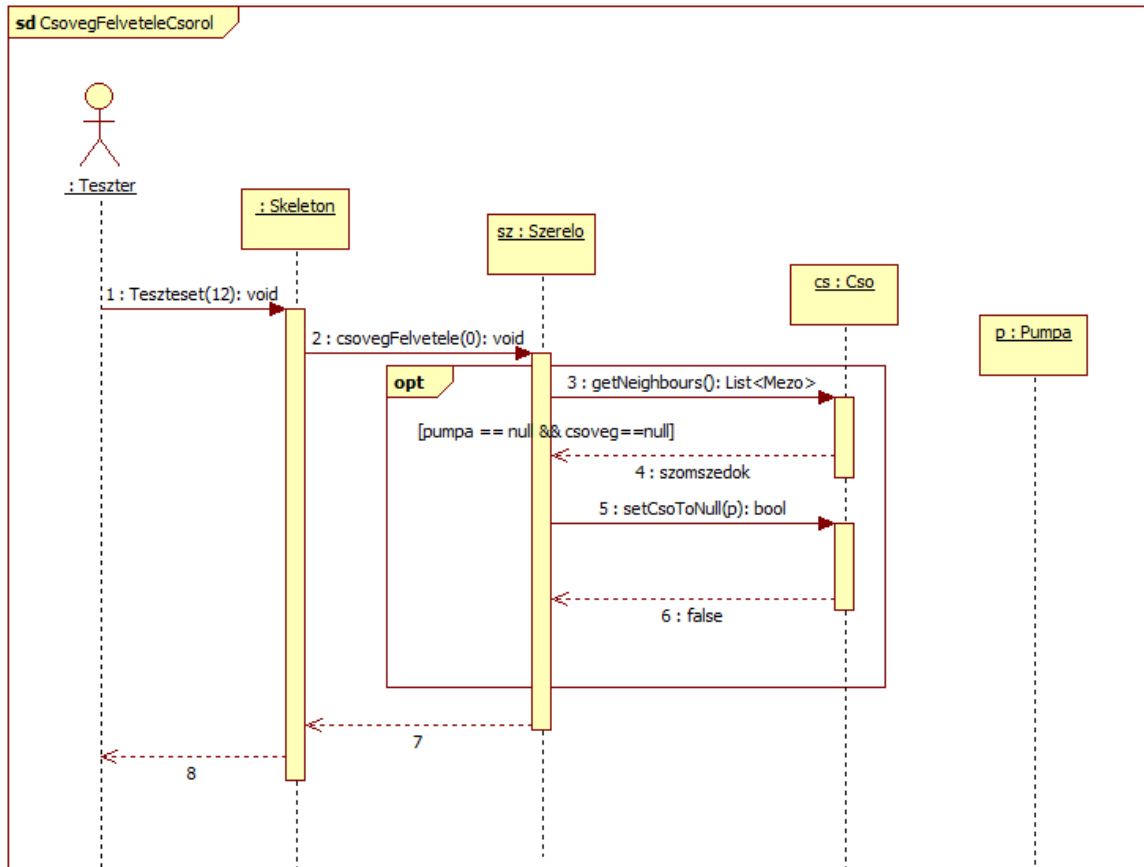 sd CsovegFelveteleCsorol
: Teszter
: Skeleton
sz : Szerelo
cs : Cso
p : Pumpa
1 : Teszteset(12): void
2 : csovegFelvetele(0): void
opt
3 : getNeighbours(): List<Mezo>
[pumpa == null && csoveg==null]
4 : szomszedok
5 : setCsoToNull(p): bool
6 : false
7
8